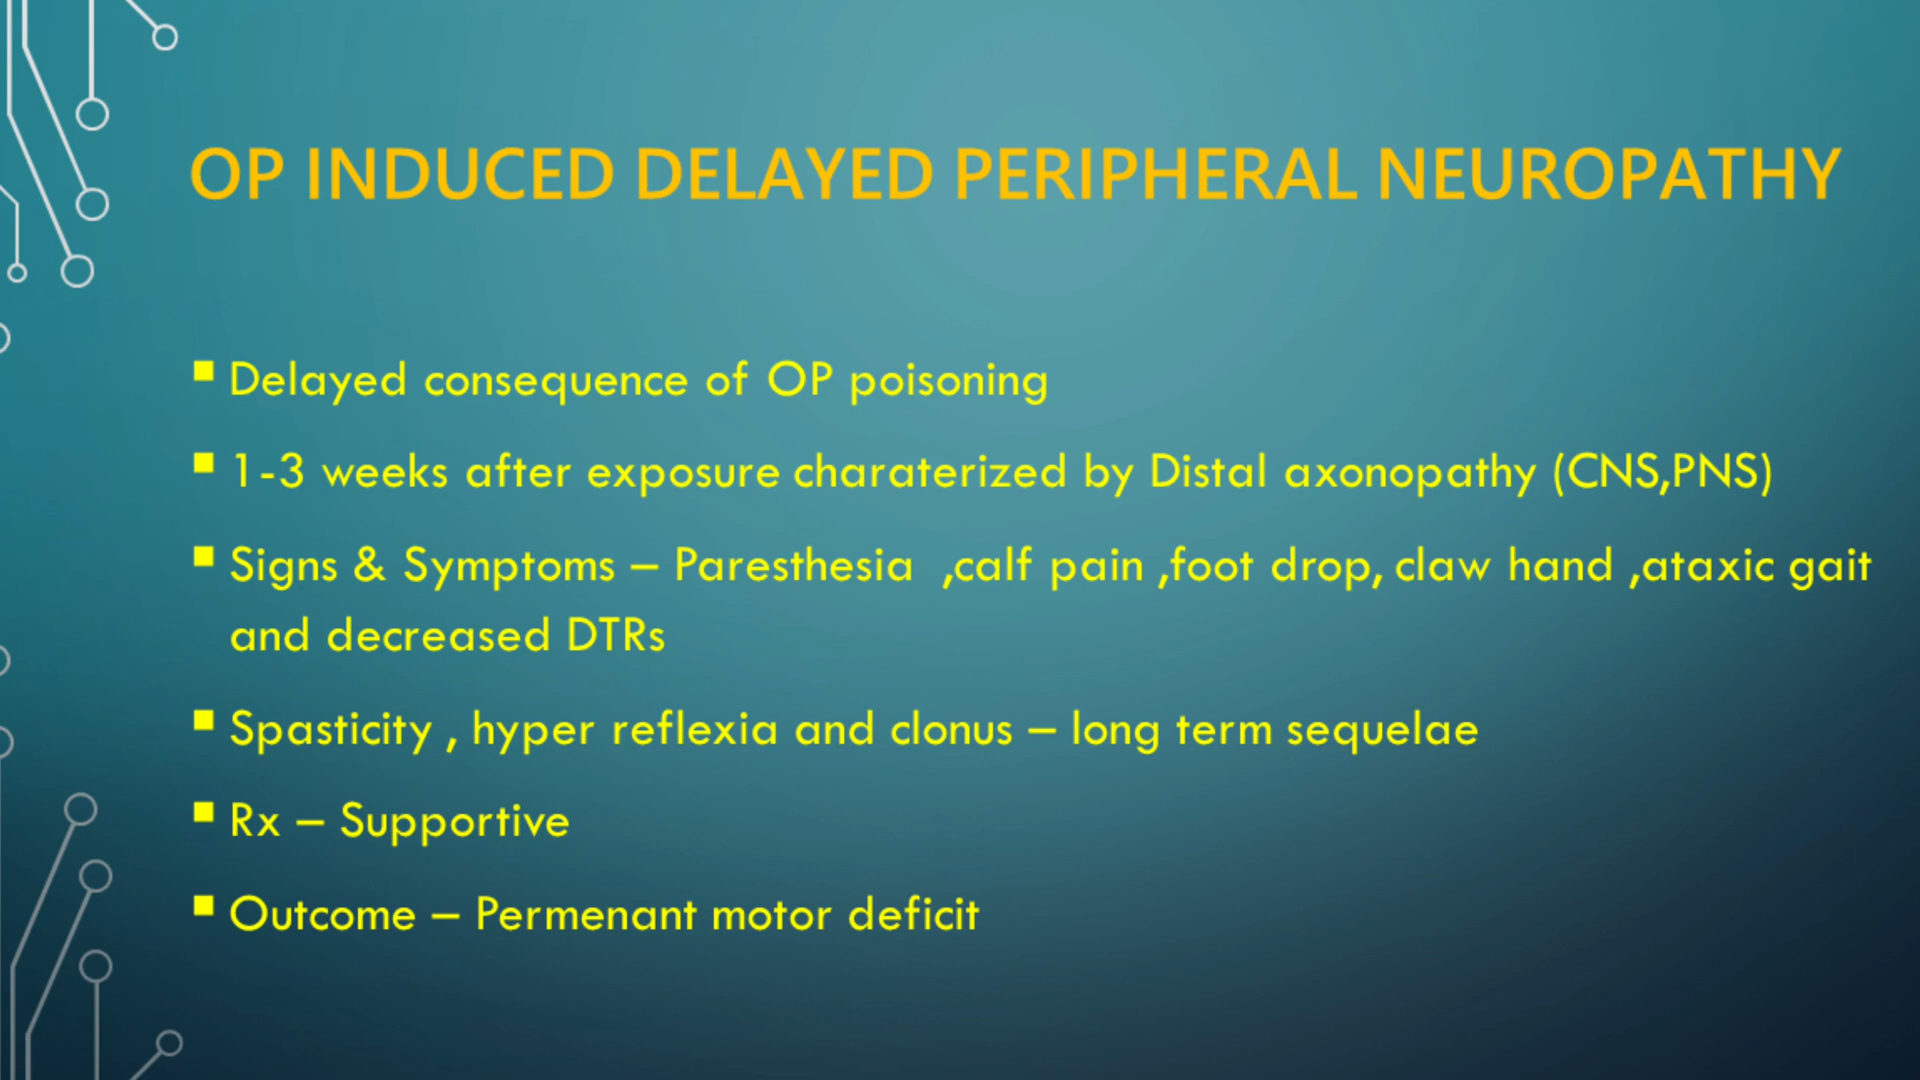 OP INDUCED DELAYED PERIPHERAL NEUROPATHY
Delayed consequence of OP poisoning
1-3 weeks after exposure charaterized by Distal axonopathy (CNS,PNS)
Signs & Symptoms – Paresthesia ,calf pain ,foot drop, claw hand ,ataxic gait
and decreased DTRs
Spasticity , hyper reflexia and clonus – long term sequelae
Rx – Supportive
Outcome – Permenant motor deficit